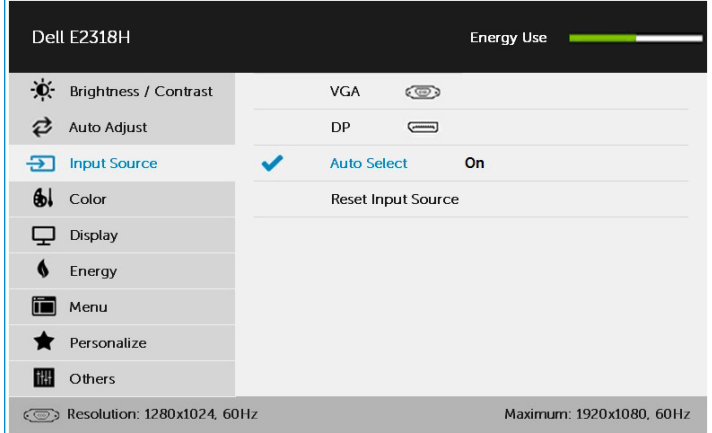 Dell E2318H
Energy Use
Brightness / Contrast
VGA
Auto Adjust
DP
Input Source
Auto Select On
Color
Reset Input Source
Display
Energy
Menu
Personalize
Others
Resolution: 1280x1024, 60Hz
Maximum: 1920x1080, 60Hz